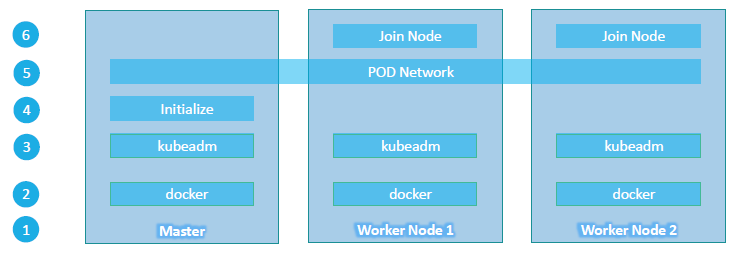 6 Join Node Join Node
5 POD Network
4 Initialize
3 kubeadm kubeadm kubeadm
2 docker docker docker
1 Master Worker Node 1 Worker Node 2